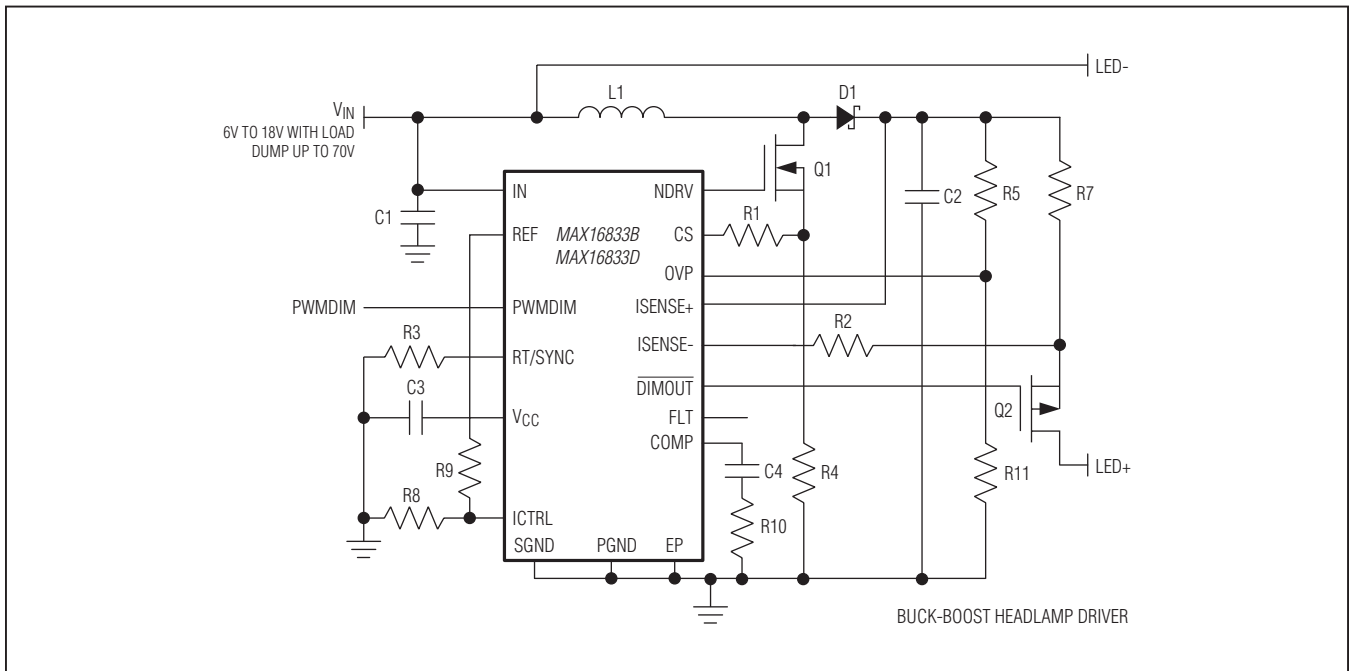 LED-
VIN
6V TO 18V WITH LOAD
DUMP UP TO 70V
L1
D1
Q1
C1
IN
NDRV
C2
R5
R7
REF
MAX16833B
MAX16833D
CS
R1
OVP
PWMDIM
PWMDIM
ISENSE+
R3
RT/SYNC
ISENSE-
R2
DIMOUT
Q2
C3
VCC
FLT
COMP
LED+
R9
C4
R4
R11
R8
ICTRL
R10
SGND
PGND
EP
BUCK-BOOST HEADLAMP DRIVER